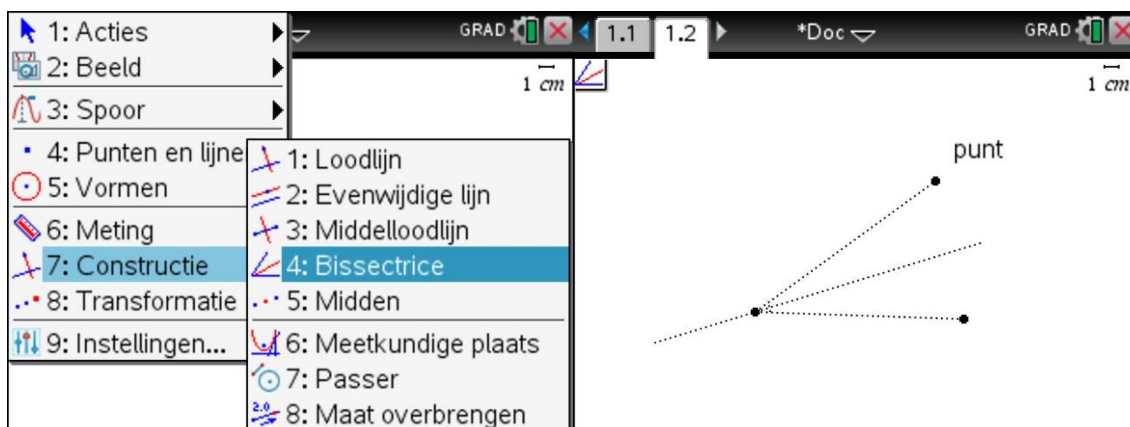 1: Acties
2: Beeld
3: Spoor
4: Punten en lijne
5: Vormen
6: Meting
7: Constructie
8: Transformatie
9: Instellingen...
GRAD
1 cm
1: Loodlijn
2: Evenwijdige lijn
3: Middelloodlijn
4: Bissectrice
5: Midden
6: Meetkundige plaats
7: Passer
2.0
8: Maat overbrengen
1.1 1.2 *Doc GRAD
1 cm
punt